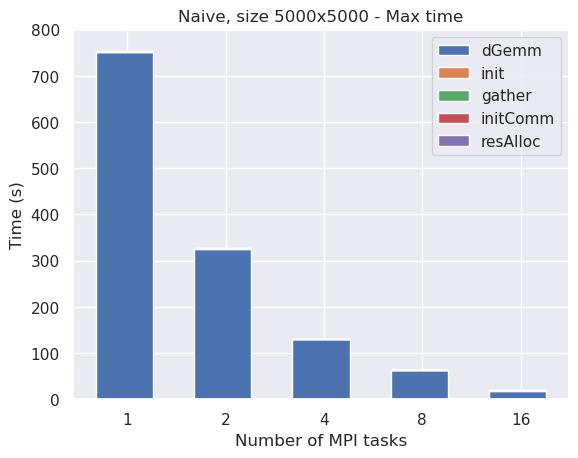 Naive, size 5000x5000 - Max time
800
700
600
500
400
300
200
100
0
Time (s)
dGemm
init
gather
initComm
resAlloc
1 2 4 8 16
Number of MPI tasks